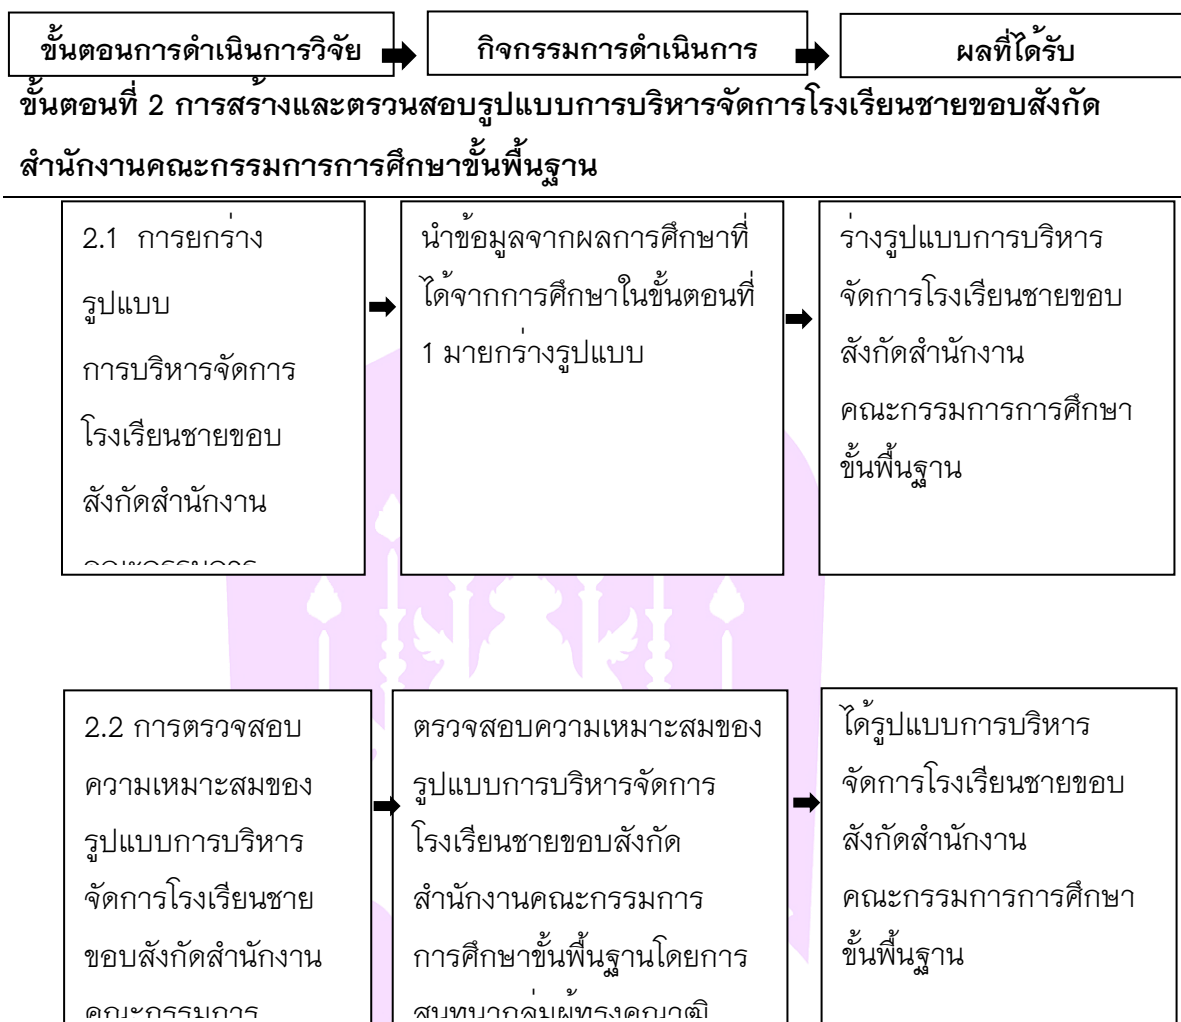 ขั้นตอนการดำเนินการวิจัย
กิจกรรมการดำเนินการ
ผลที่ได้รับ
ขั้นตอนที่ 2 การสร้างและตรวนสอบรูปแบบการบริหารจัดการโรงเรียนชายขอบสังกัด
สำนักงานคณะกรรมการการศึกษาขั้นพื้นฐาน
2.1 การยกร่าง
รูปแบบ
การบริหารจัดการ
โรงเรียนชายขอบ
สังกัดสำนักงาน
นำข้อมูลจากผลการศึกษาที่
ได้จากการศึกษาในขั้นตอนที่
1 มายกร่างรูปแบบ
ร่างรูปแบบการบริหาร
จัดการโรงเรียนชายขอบ
สังกัดสำนักงาน
คณะกรรมการการศึกษา
ขั้นพื้นฐาน
2.2 การตรวจสอบ
ความเหมาะสมของ
รูปแบบการบริหาร
จัดการโรงเรียนชาย
ขอบสังกัดสำนักงาน
คณะกรรมการ
ตรวจสอบความเหมาะสมของ
รูปแบบการบริหารจัดการ
โรงเรียนชายขอบสังกัด
สำนักงานคณะกรรมการ
การศึกษาขั้นพื้นฐานโดยการ
สนทนากลุ่มผู้ทรงคุณวุฒิ
ได้รูปแบบการบริหาร
จัดการโรงเรียนชายขอบ
สังกัดสำนักงาน
คณะกรรมการการศึกษา
ขั้นพื้นฐาน